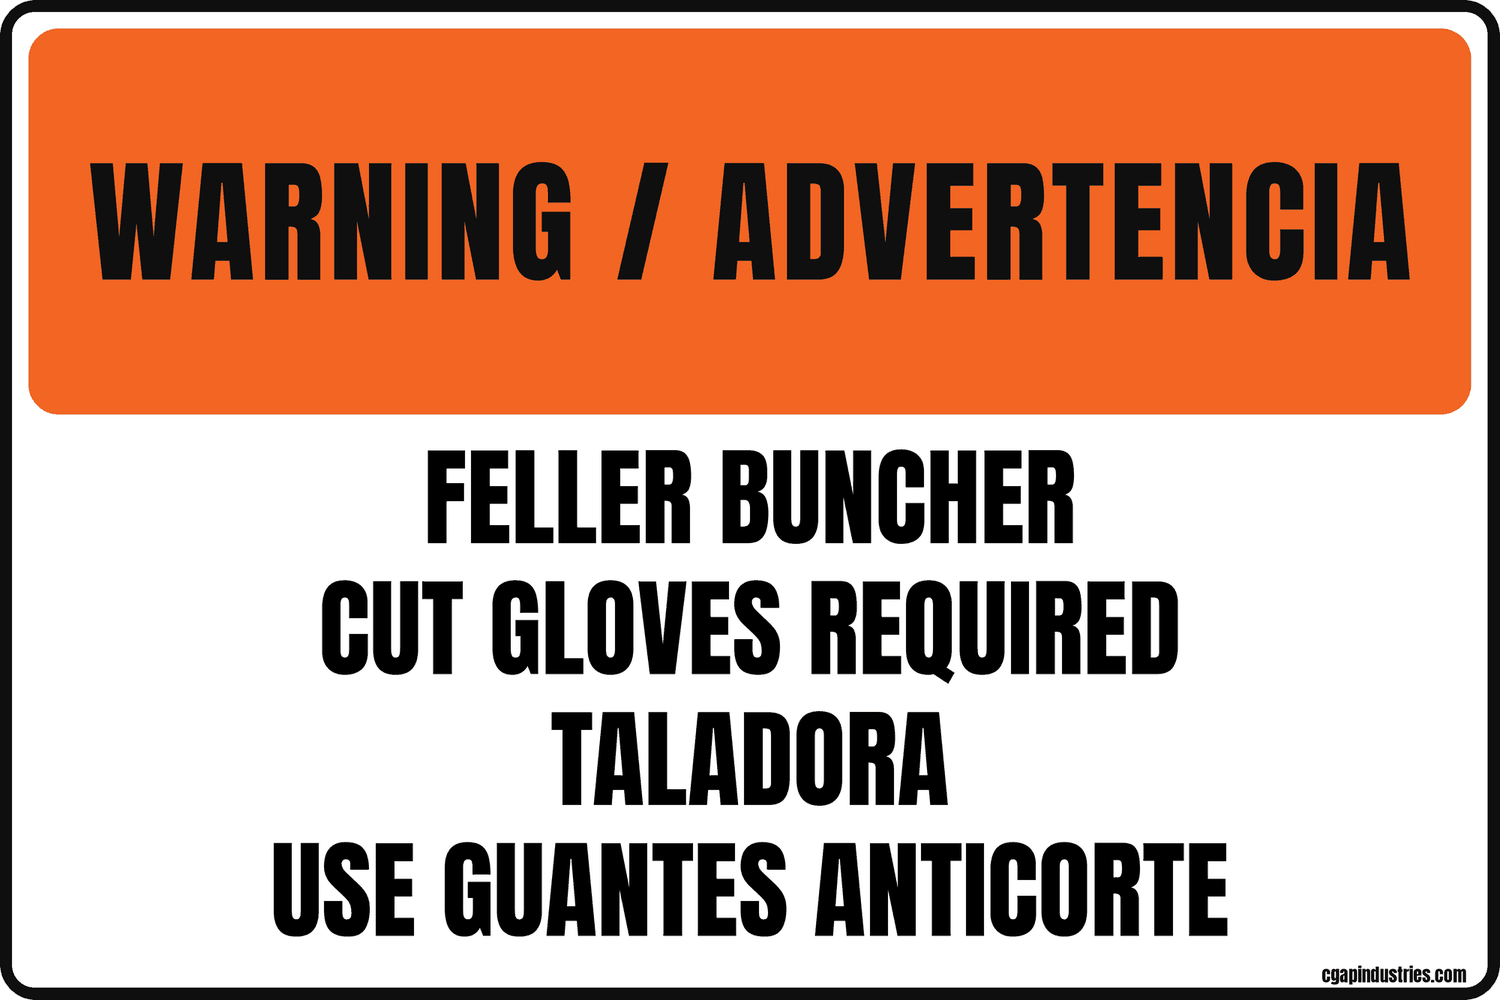 WARNING / ADVERTENCIA
FELLER BUNCHER
CUT GLOVES REQUIRED
TALADORA
USE GUANTES ANTICORTE
cgapindustries.com